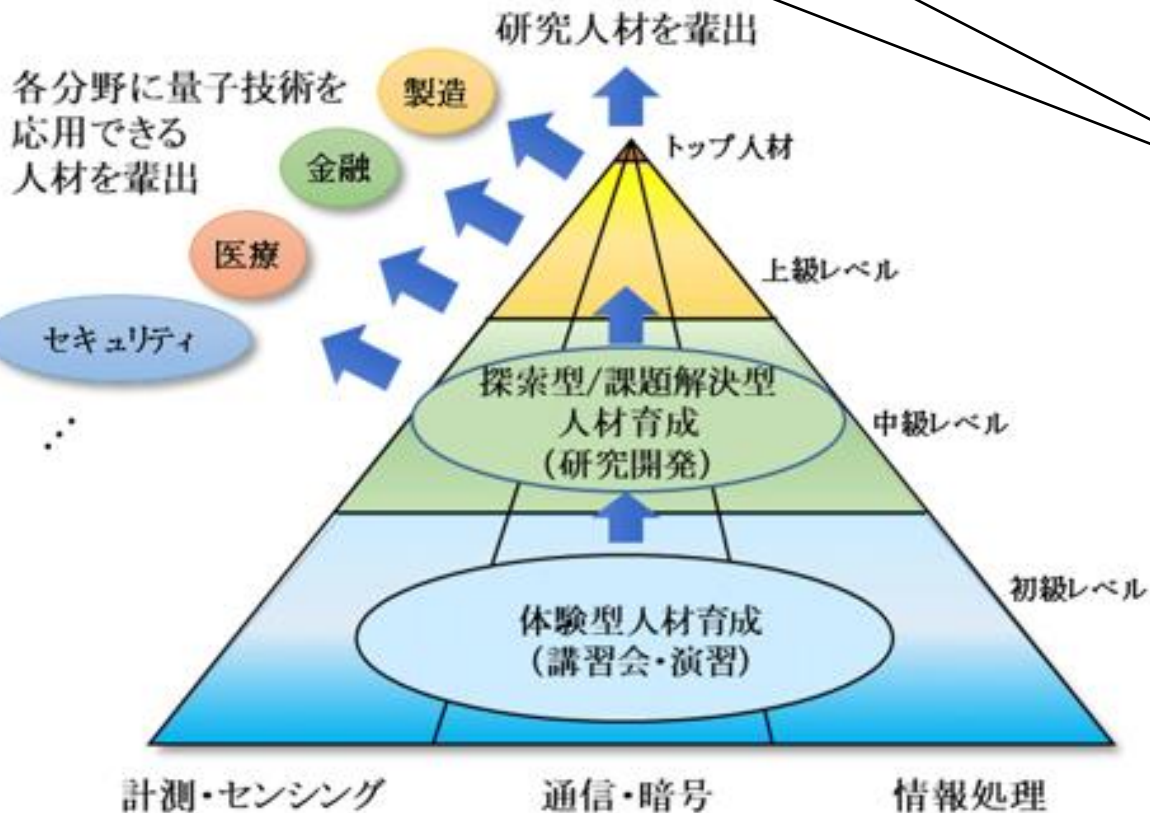 研究人材を輩出
各分野に量子技術を
応用できる
人材を輩出
製造
金融
医療
セキュリティ
⋰
トップ人材
上級レベル
探索型/課題解決型
人材育成
(研究開発)
中級レベル
体験型人材育成
(講習会・演習)
初級レベル
計測・センシング
通信・暗号
情報処理